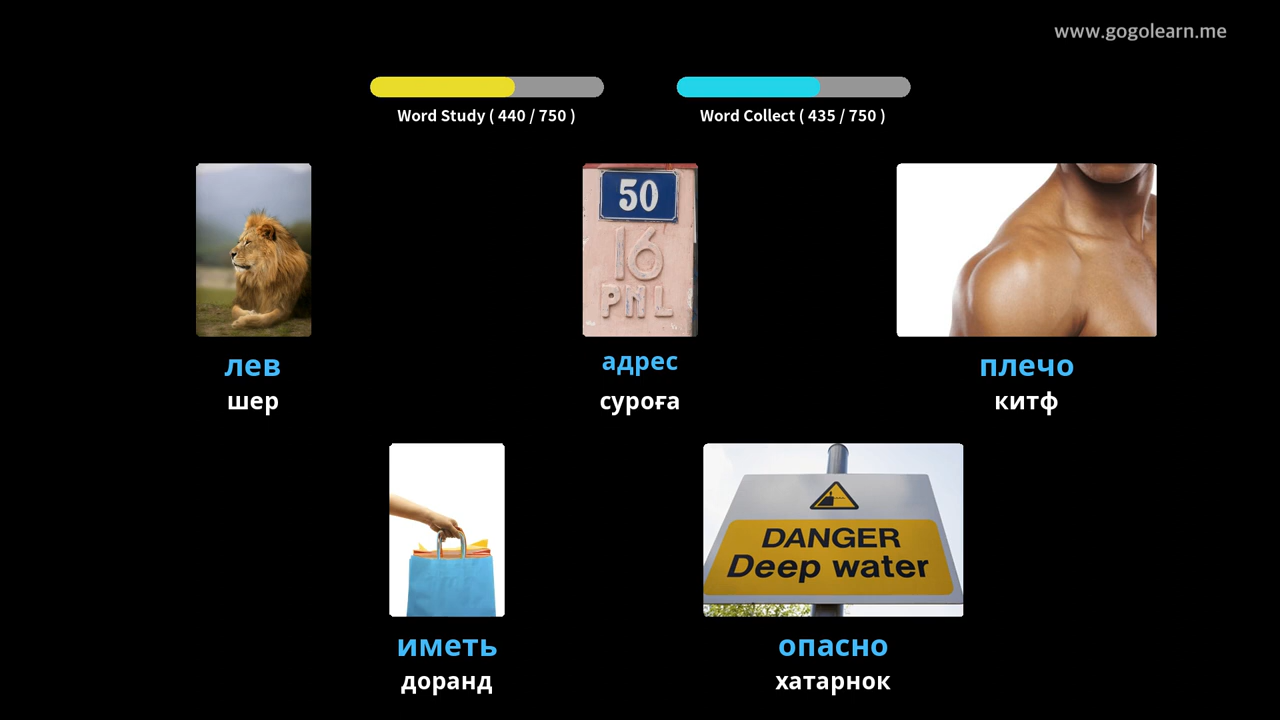 www.gogolearn.me
Word Study ( 440 / 750 )
Word Collect ( 435 / 750 )
50
16
PNL
лев
шер
адрес
суроға
плечо
китф
DANGER
Deep water
иметь
доранд
опасно
хатарнок